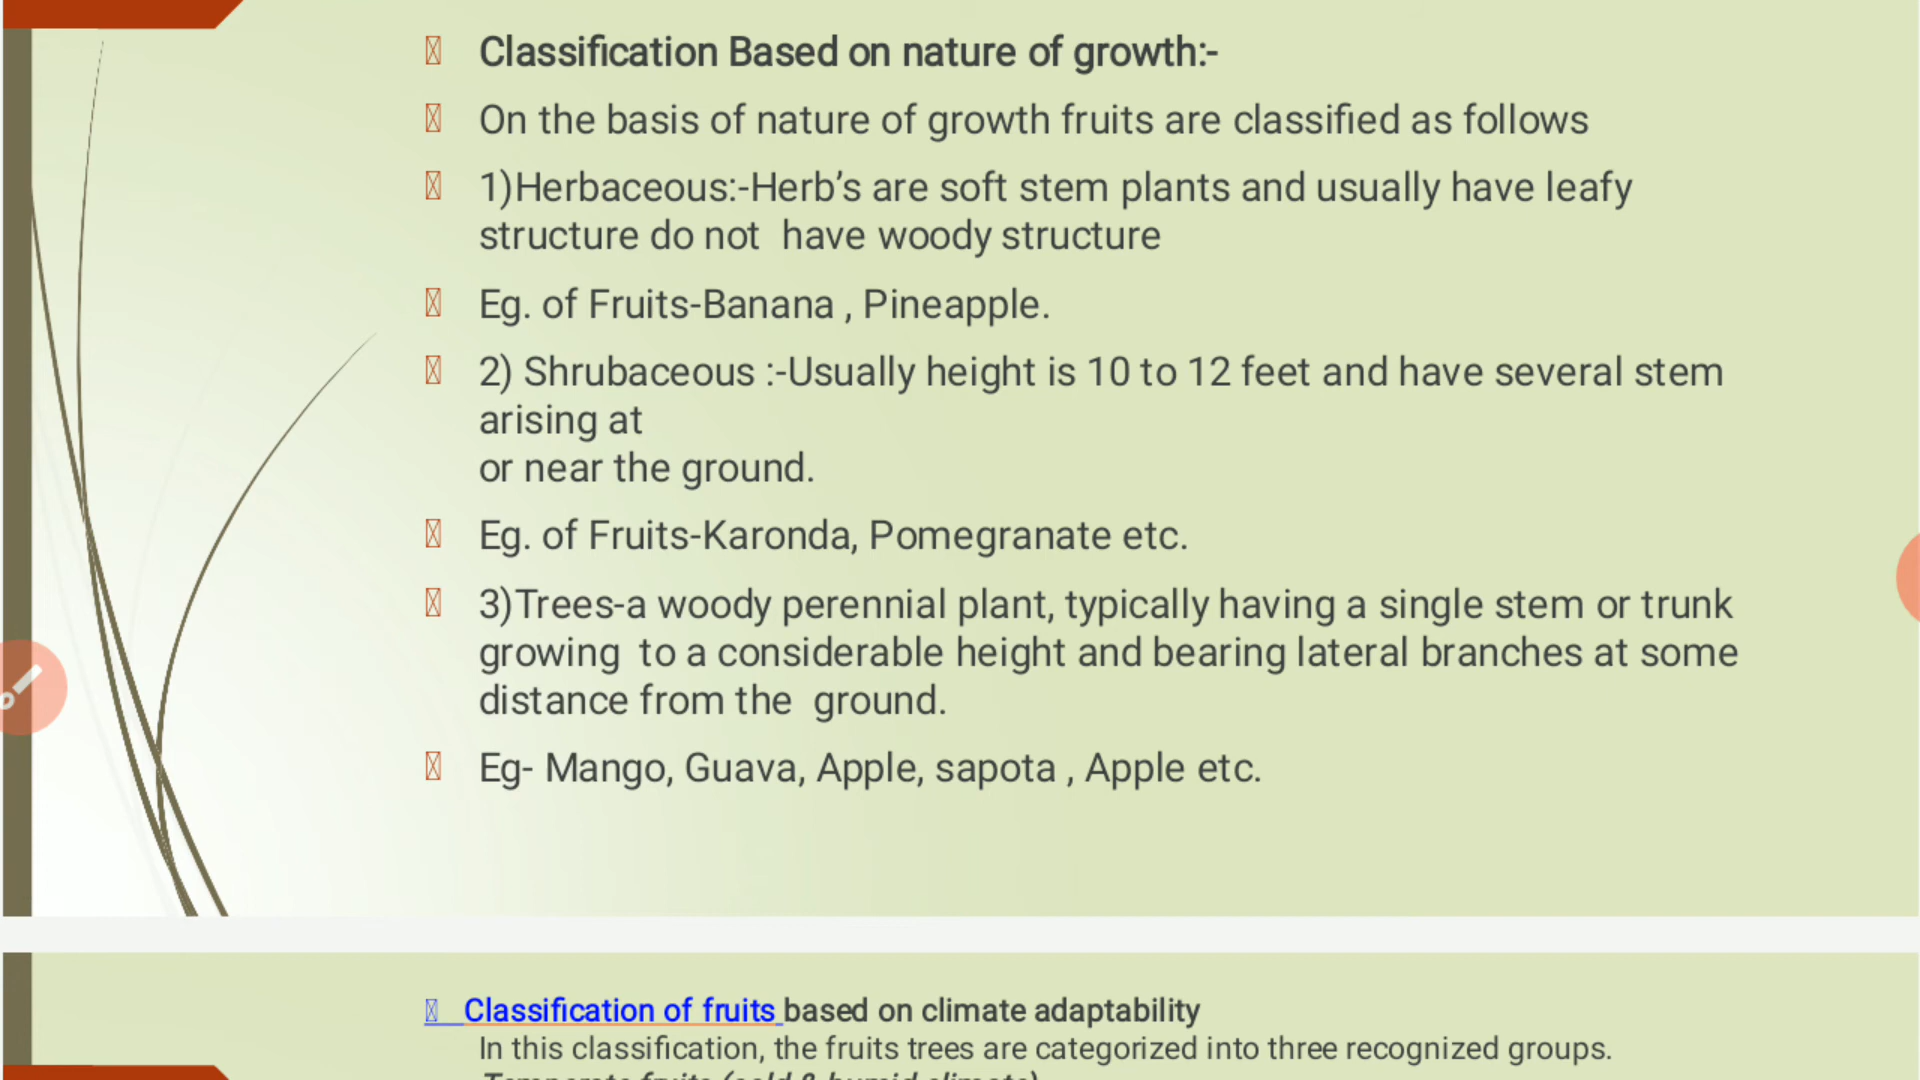 Classification Based on nature of growth:-
On the basis of nature of growth fruits are classified as follows
1)Herbaceous:-Herb’s are soft stem plants and usually have leafy
structure do not  have woody structure
Eg. of Fruits-Banana , Pineapple.
2) Shrubaceous :-Usually height is 10 to 12 feet and have several stem
arising at
or near the ground.
Eg. of Fruits-Karonda, Pomegranate etc.
3)Trees-a woody perennial plant, typically having a single stem or trunk
growing  to a considerable height and bearing lateral branches at some
distance from the  ground.
Eg- Mango, Guava, Apple, sapota , Apple etc.
Classification of fruits based on climate adaptability
In this classification, the fruits trees are categorized into three recognized groups.
Temperate fruits (cold & humid climate)